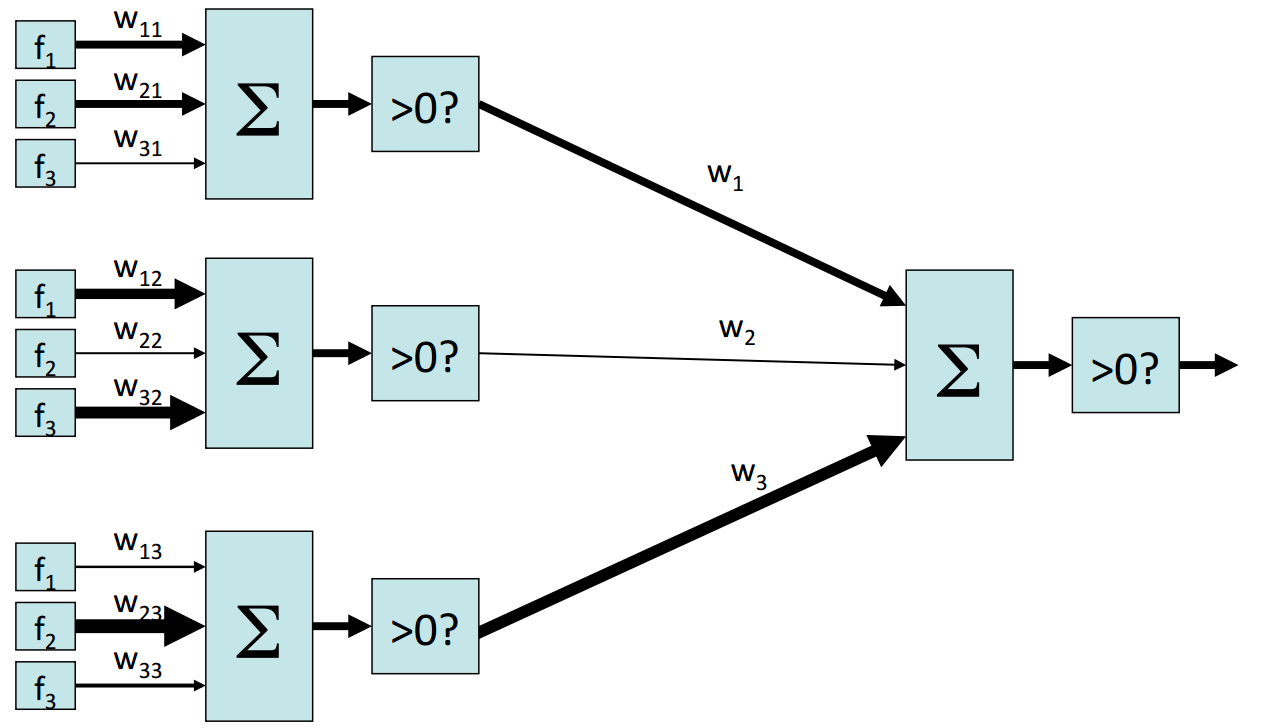 w₁₁
f₁
w₂₁
f₂
w₃₁
f₃
Σ
>0?
w₁
w₁₂
f₁
w₂₂
f₂
w₃₂
f₃
Σ
>0?
w₂
Σ
>0?
w₃
w₁₃
f₁
w₂₃
f₂
w₃₃
f₃
Σ
>0?